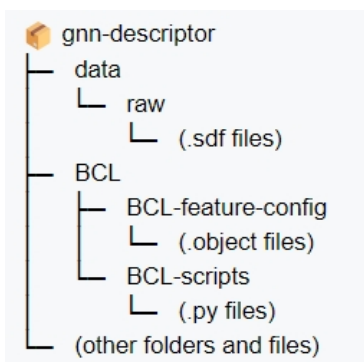 gnn-descriptor
data
raw
(.sdf files)
BCL
BCL-feature-config
(.object files)
BCL-scripts
(.py files)
(other folders and files)